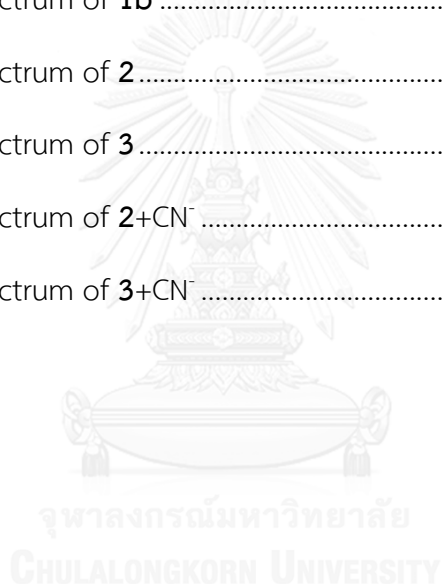 ctrum of 1b ................................................
ctrum of 2 ....................................................
ctrum of 3 ....................................................
ctrum of 2+CN⁻ ..........................................
ctrum of 3+CN⁻ ..........................................
จุฬาลงกรณ์มหาวิทยาลัย
CHULALONGKORN UNIVERSITY